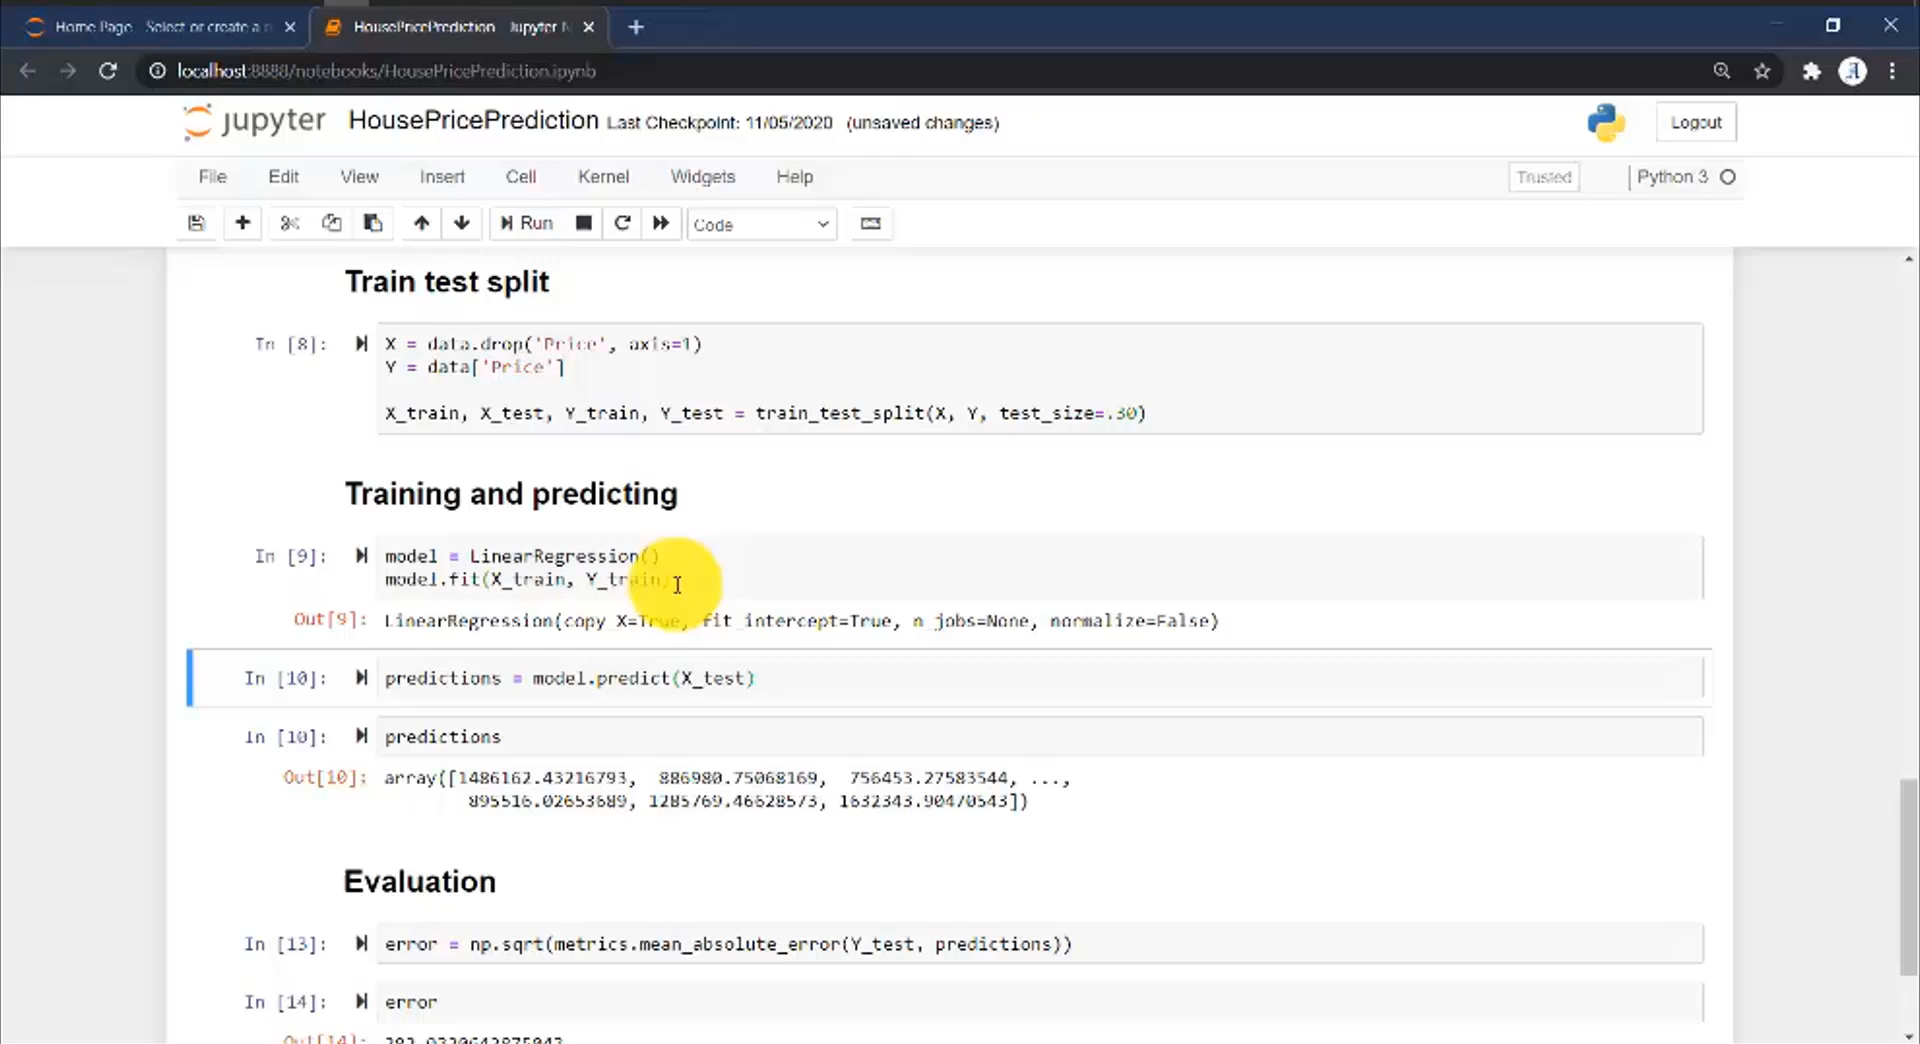 Home Page - Select or create a n
HousePricePrediction - Jupyter N
localhost:8888/notebooks/HousePricePrediction.ipynb
A
jupyter HousePricePrediction Last Checkpoint: 11/05/2020 (unsaved changes)
Logout
File Edit View Insert Cell Kernel Widgets Help
Trusted
Python 3
Run
Code
Train test split
In [8]: X = data.drop('Price', axis=1)
Y = data['Price']
X_train, X_test, Y_train, Y_test = train_test_split(X, Y, test_size=.30)
Training and predicting
In [9]: model = LinearRegression()
model.fit(X_train, Y_train)
Out[9]: LinearRegression(copy_X=True, fit_intercept=True, n_jobs=None, normalize=False)
In [10]: predictions = model.predict(X_test)
In [10]: predictions
Out[10]: array([1486162.43216793, 886980.75068169, 756453.27583544, ...,
895516.02653689, 1285769.46628573, 1632343.90470543])
Evaluation
In [13]: error = np.sqrt(metrics.mean_absolute_error(Y_test, predictions))
In [14]: error
Out[14]: